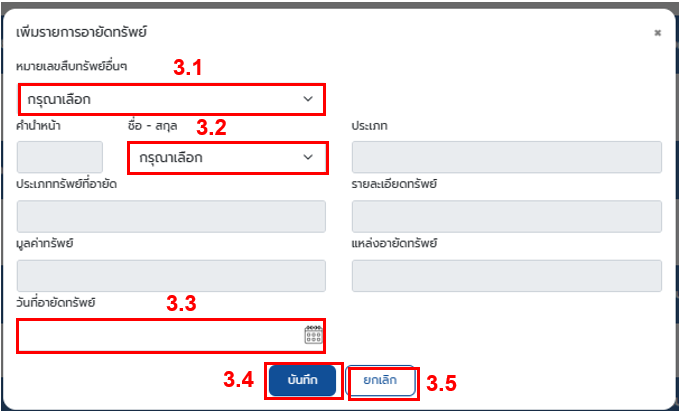 เพิ่มรายการอายัดทรัพย์ ×
หมายเลขสืบทรัพย์อื่นๆ 3.1
กรุณาเลือก
คำนำหน้า ชื่อ - สกุล 3.2 ประเภท
กรุณาเลือก
ประเภททรัพย์ที่อายัด รายละเอียดทรัพย์
มูลค่าทรัพย์ แหล่งอายัดทรัพย์
วันที่อายัดทรัพย์ 3.3
3.4 บันทึก ยกเลิก 3.5